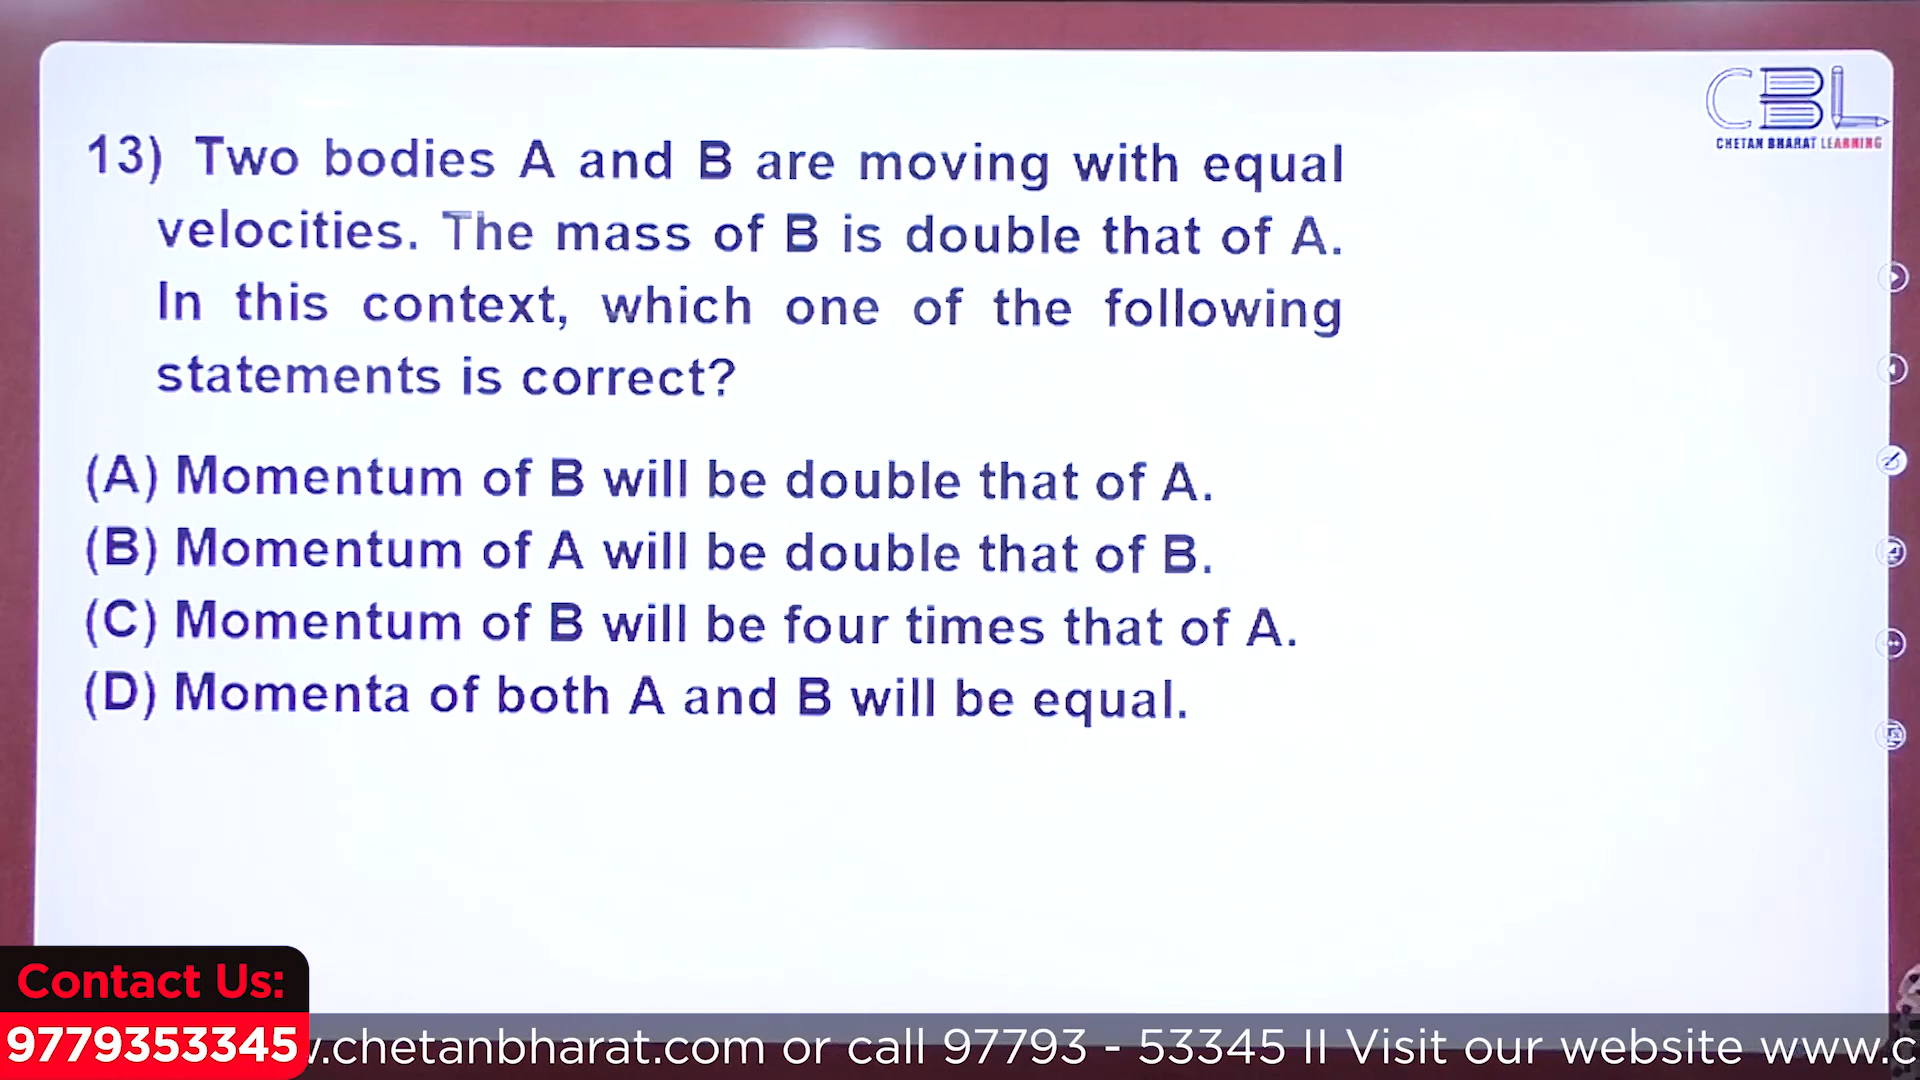 CBL
CHETAN BHARAT LEARNING
13) Two bodies A and B are moving with equal
velocities. The mass of B is double that of A.
In this context, which one of the following
statements is correct?
(A) Momentum of B will be double that of A.
(B) Momentum of A will be double that of B.
(C) Momentum of B will be four times that of A.
(D) Momenta of both A and B will be equal.
Contact Us:
9779353345
.chetanbharat.com or call 97793 - 53345 II Visit our website www.c